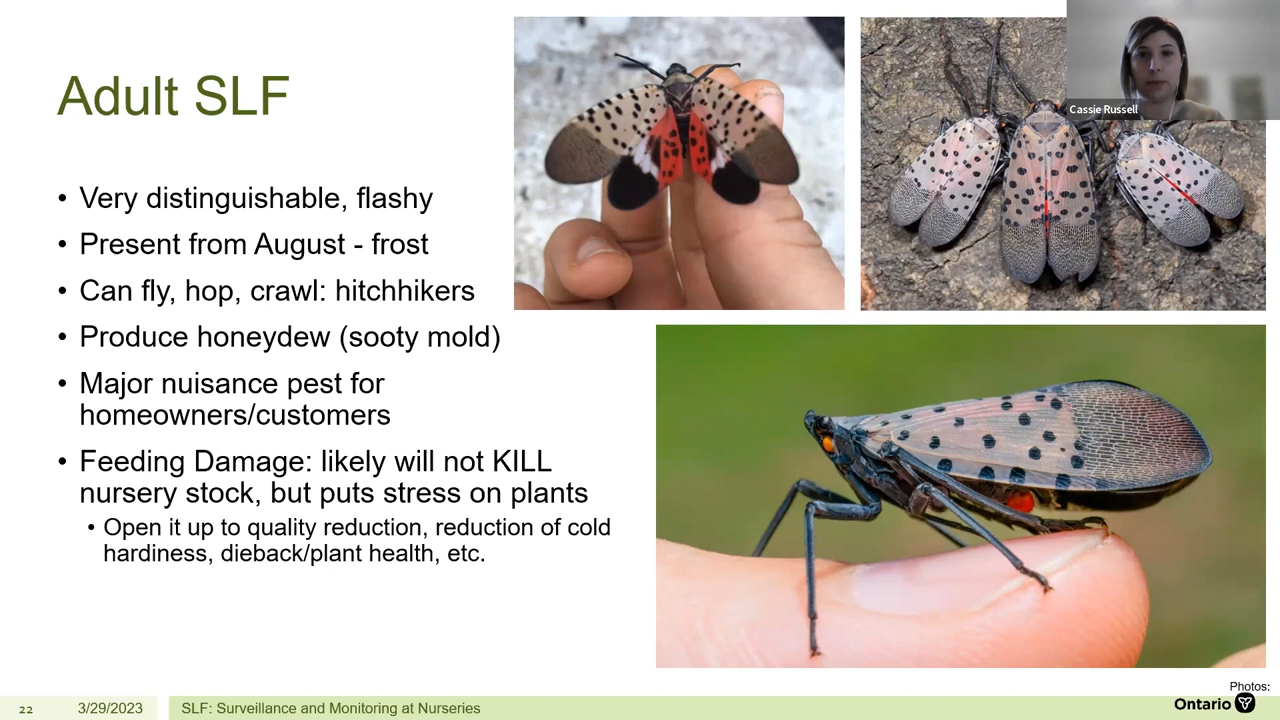 Adult SLF
• Very distinguishable, flashy
• Present from August - frost
• Can fly, hop, crawl: hitchhikers
• Produce honeydew (sooty mold)
• Major nuisance pest for
homeowners/customers
• Feeding Damage: likely will not KILL
nursery stock, but puts stress on plants
• Open it up to quality reduction, reduction of cold
hardiness, dieback/plant health, etc.
Cassie Russell
Photos:
22 3/29/2023 SLF: Surveillance and Monitoring at Nurseries
Ontario